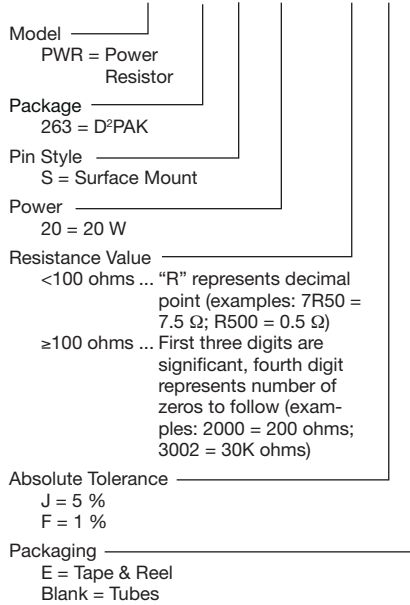 Model
PWR = Power
Resistor
Package
263 = D²PAK
Pin Style
S = Surface Mount
Power
20 = 20 W
Resistance Value
<100 ohms ... “R” represents decimal
point (examples: 7R50 =
7.5 Ω; R500 = 0.5 Ω)
≥100 ohms ... First three digits are
significant, fourth digit
represents number of
zeros to follow (exam-
ples: 2000 = 200 ohms;
3002 = 30K ohms)
Absolute Tolerance
J = 5 %
F = 1 %
Packaging
E = Tape & Reel
Blank = Tubes